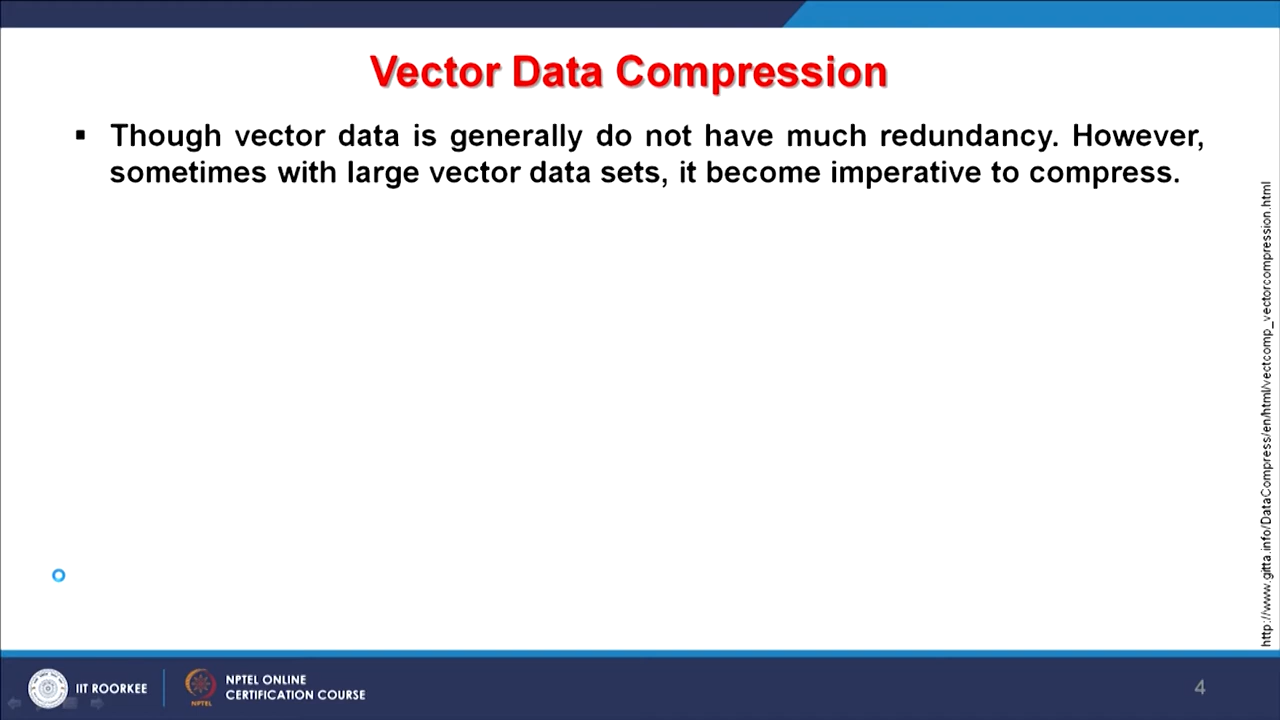 Vector Data Compression
▪ Though vector data is generally do not have much redundancy. However,
sometimes with large vector data sets, it become imperative to compress.
http://www.gitta.info/DataCompress/en/html/vectcomp_vectorcompression.html
IIT ROORKEE
NPTEL
NPTEL ONLINE
CERTIFICATION COURSE
4